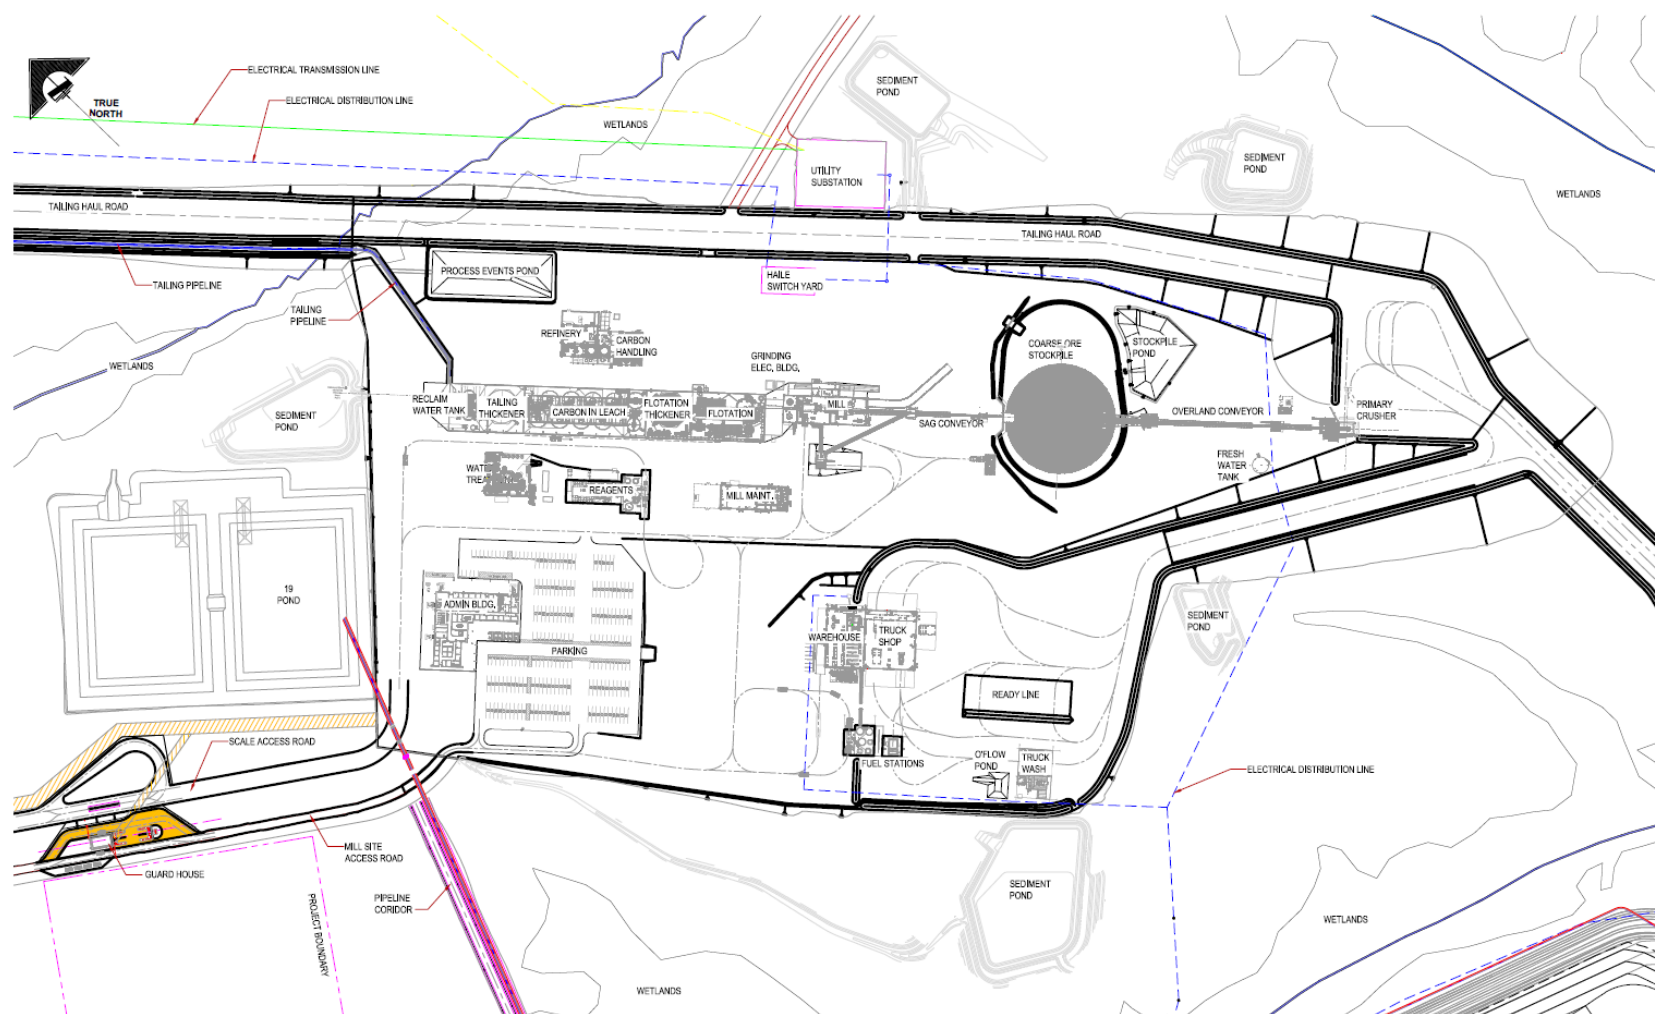 ELECTRICAL TRANSMISSION LINE
TRUE
NORTH
ELECTRICAL DISTRIBUTION LINE
WETLANDS
SEDIMENT
POND
SEDIMENT
POND
UTILITY
SUBSTATION
WETLANDS
TAILING HAUL ROAD
TAILING HAUL ROAD
PROCESS EVENTS POND
HAILE
SWITCH YARD
TAILING PIPELINE
TAILING
PIPELINE
REFINERY
CARBON
HANDLING
COARSE ORE
STOCKPILE
STOCKPILE
POND
GRINDING
ELEC. BLDG.
WETLANDS
RECLAIM
WATER TANK
TAILING
THICKENER
CARBON IN LEACH
FLOTATION
THICKENER
FLOTATION
MILL
SAG CONVEYOR
OVERLAND CONVEYOR
PRIMARY
CRUSHER
SEDIMENT
POND
FRESH
WATER
TANK
REAGENTS
MILL MAINT.
19
POND
ADMIN BLDG.
PARKING
WAREHOUSE
TRUCK
SHOP
SEDIMENT
POND
READY LINE
SCALE ACCESS ROAD
FUEL STATIONS
O'FLOW
POND
TRUCK
WASH
ELECTRICAL DISTRIBUTION LINE
MILL SITE
ACCESS ROAD
GUARD HOUSE
PIPELINE
CORIDOR
PROJECT BOUNDARY
SEDIMENT
POND
WETLANDS
WETLANDS